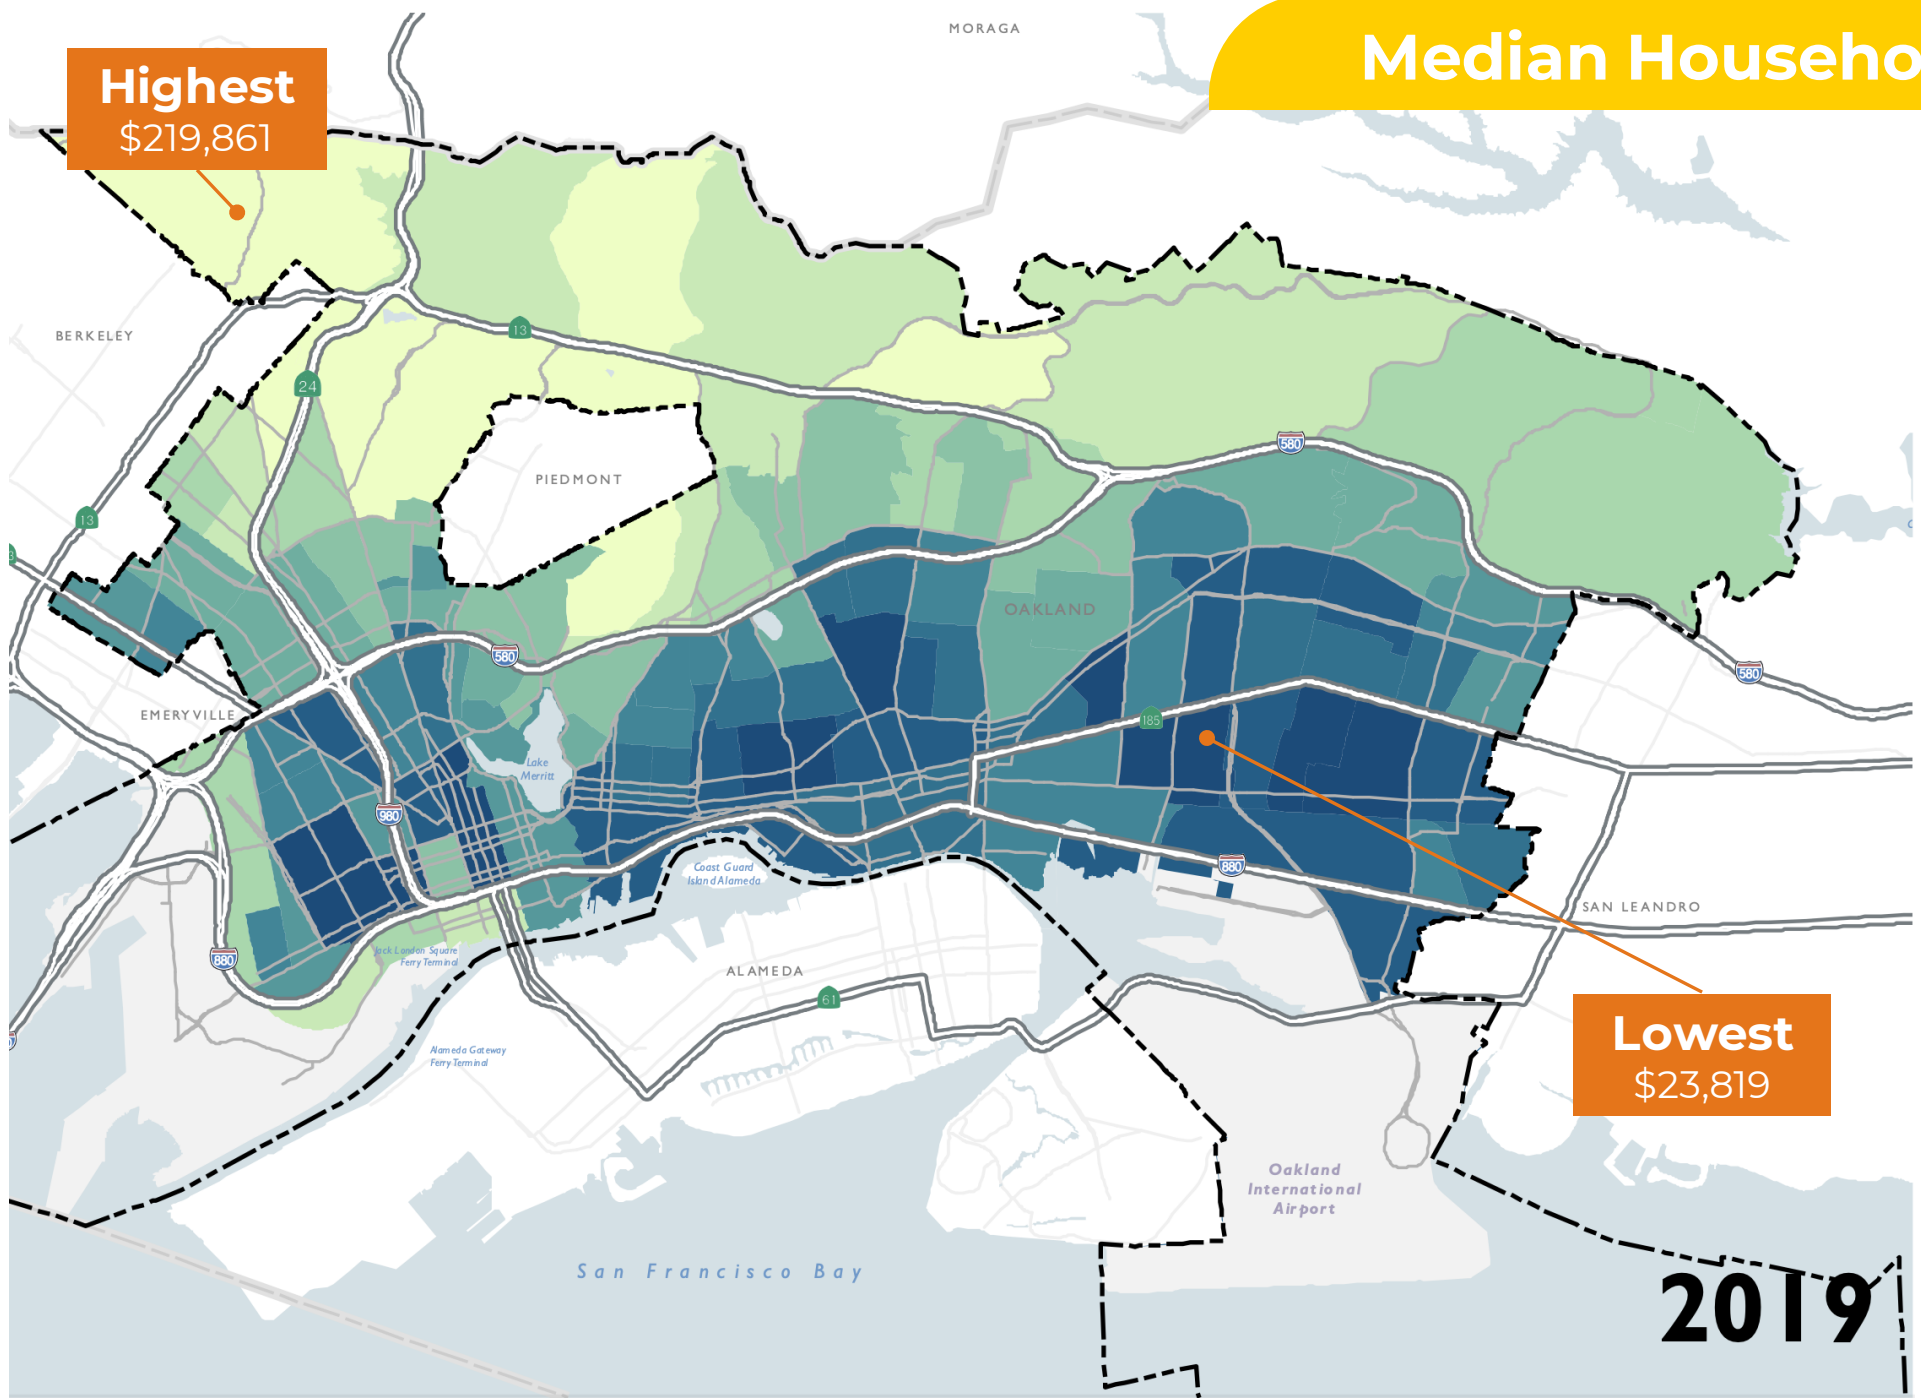 MORAGA
Median Househo
Highest
$219,861
13
BERKELEY
24
580
PIEDMONT
13
OAKLAND
580
580
EMERYVILLE
185
Lake
Merritt
980
880
Coast Guard
Island Alameda
SAN LEANDRO
880
Jack London Square
Ferry Terminal
ALAMEDA
61
Lowest
$23,819
Alameda Gateway
Ferry Terminal
Oakland
International
Airport
San Francisco Bay
2019